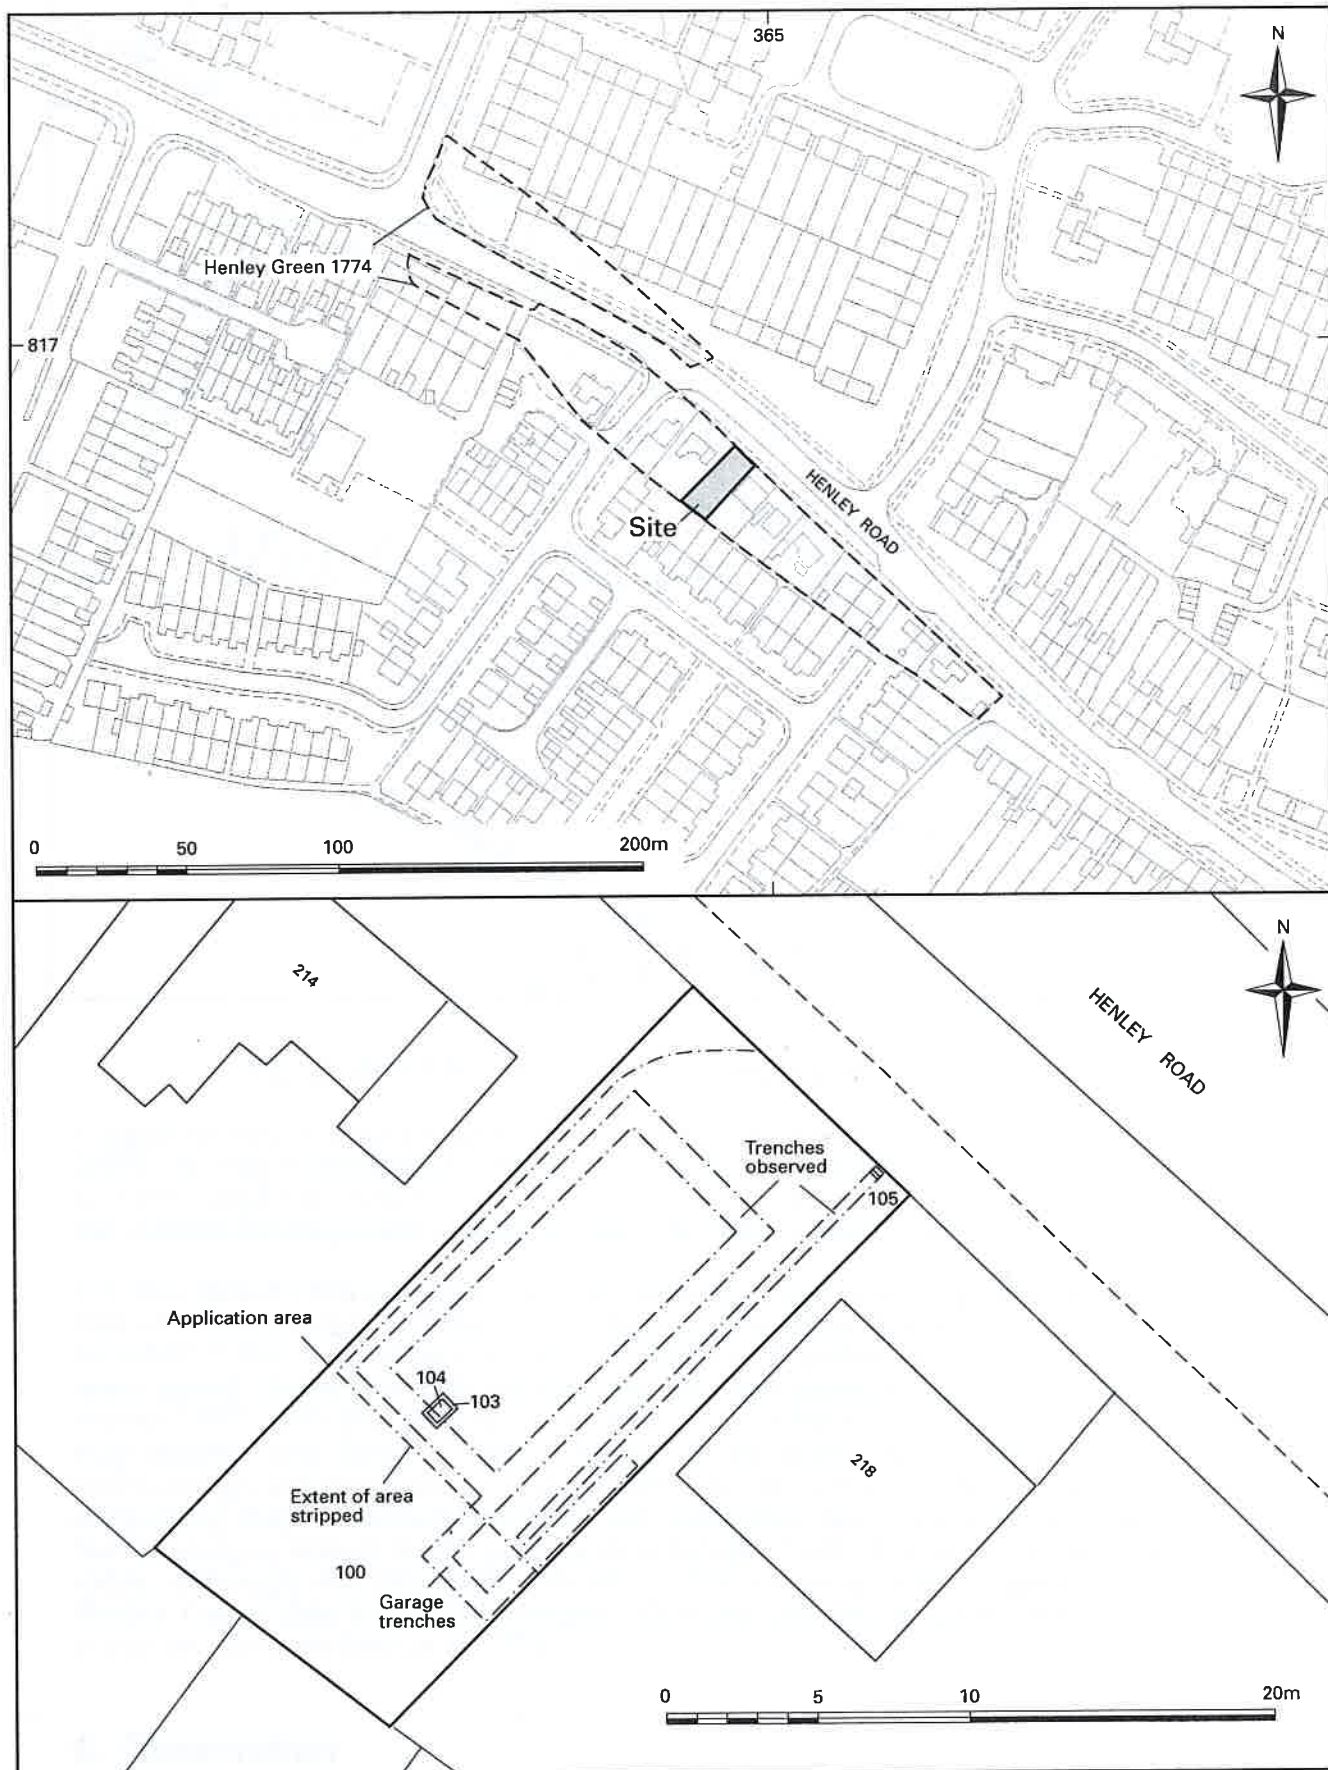 365
N
Henley Green 1774
817
HENLEY ROAD
Site
0 50 100 200m
N
214
HENLEY ROAD
Trenches
observed
105
Application area
104
103
218
Extent of area
stripped
100
Garage
trenches
0 5 10 20m